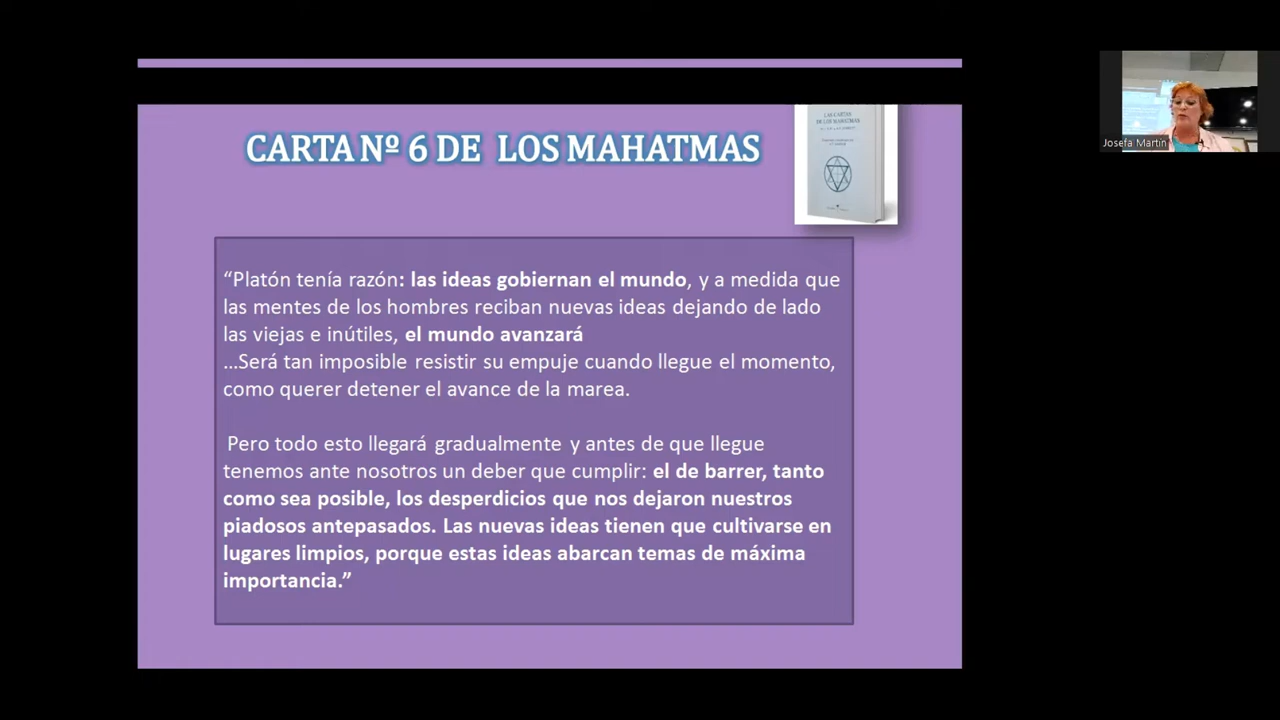 CARTA Nº 6 DE LOS MAHATMAS
LAS CARTAS
DE LOS MAHATMAS
“Platón tenía razón: las ideas gobiernan el mundo, y a medida que
las mentes de los hombres reciban nuevas ideas dejando de lado
las viejas e inútiles, el mundo avanzará
...Será tan imposible resistir su empuje cuando llegue el momento,
como querer detener el avance de la marea.
Pero todo esto llegará gradualmente y antes de que llegue
tenemos ante nosotros un deber que cumplir: el de barrer, tanto
como sea posible, los desperdicios que nos dejaron nuestros
piadosos antepasados. Las nuevas ideas tienen que cultivarse en
lugares limpios, porque estas ideas abarcan temas de máxima
importancia.”
Josefa Martín